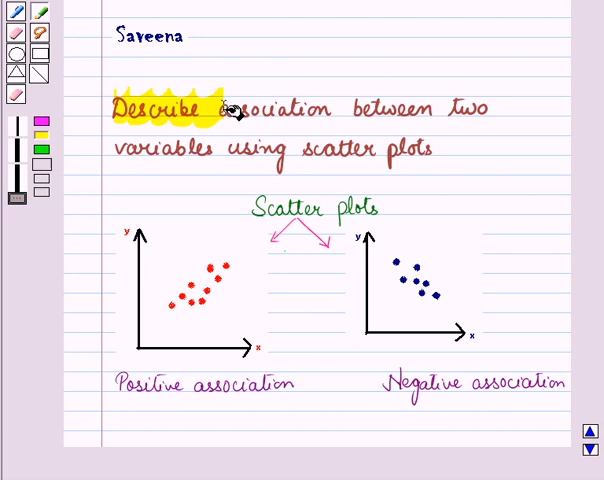 Saveena
Describe association between two
variables using scatter plots
Scatter plots
y
x
y
x
Positive association
Negative association